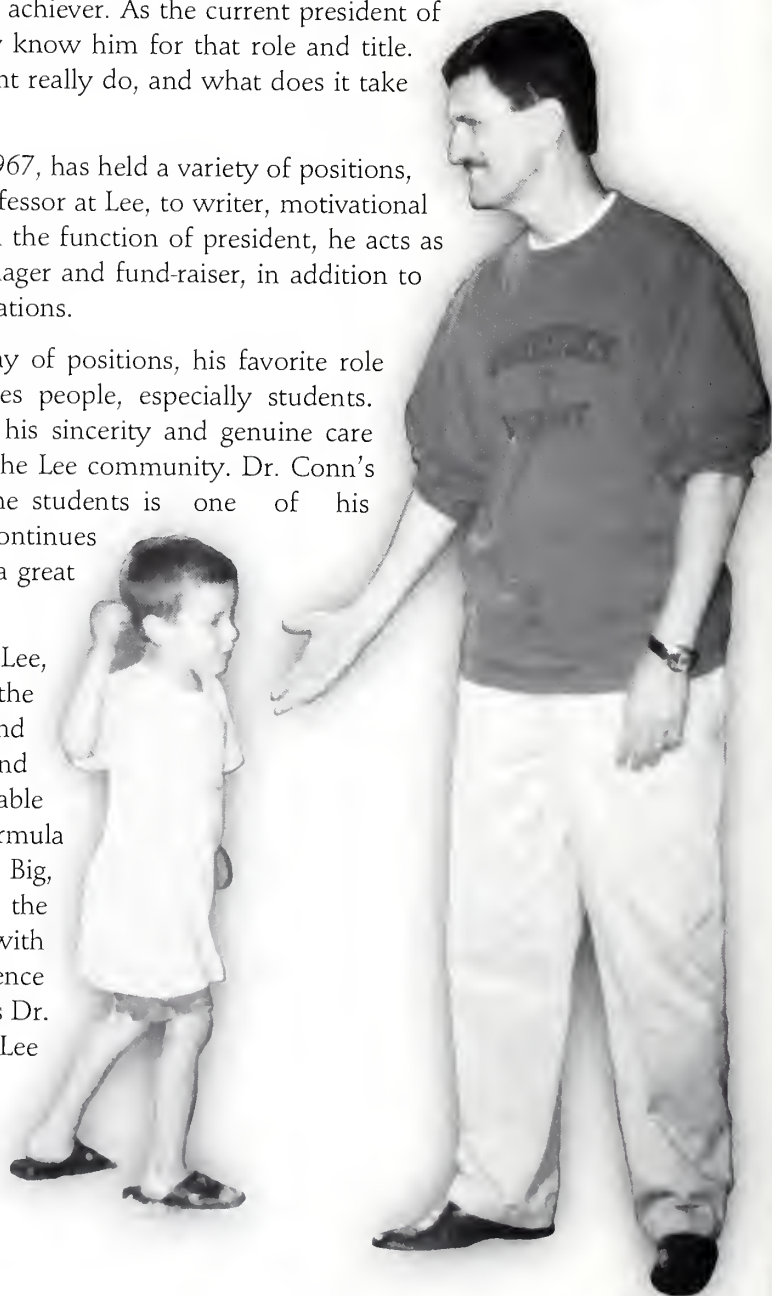 achiever. As the current president of
know him for that role and title.
nt really do, and what does it take
967, has held a variety of positions,
fessor at Lee, to writer, motivational
the function of president, he acts as
ager and fund-raiser, in addition to
ations.
ay of positions, his favorite role
es people, especially students.
his sincerity and genuine care
he Lee community. Dr. Conn's
ne students is one of his
ontinues
a great
Lee,
the
nd
nd
able
rmula
Big,
the
with
ence
s Dr.
Lee